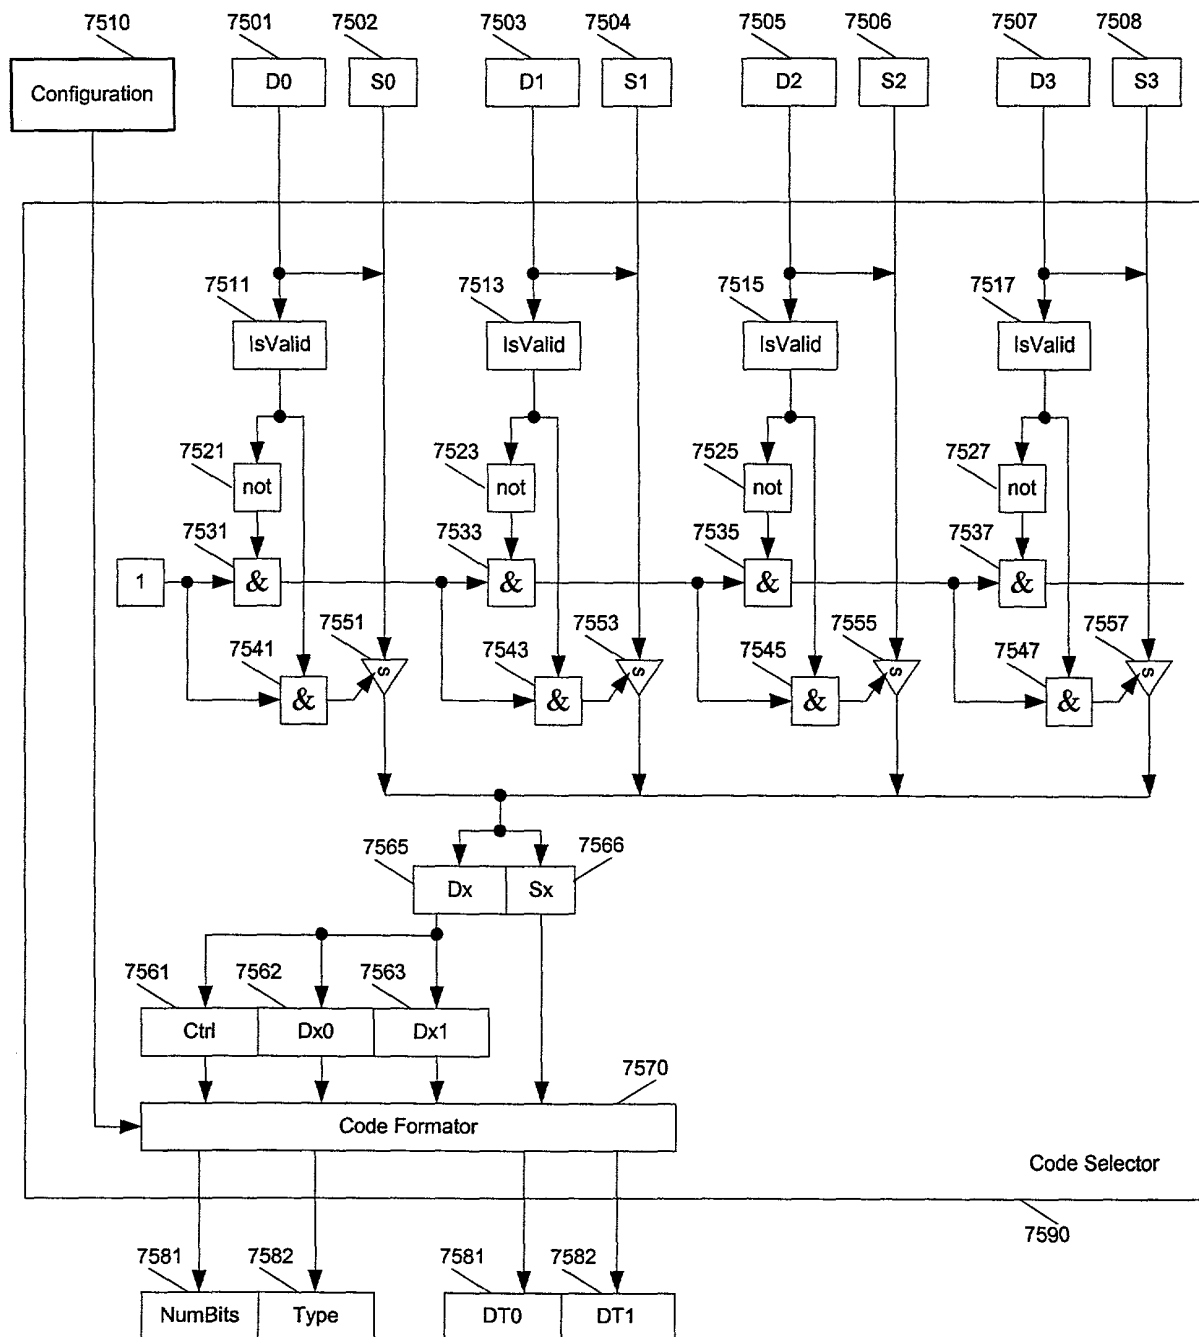 7510 7501 7502 7503 7504 7505 7506 7507 7508
Configuration D0 S0 D1 S1 D2 S2 D3 S3
7511 7513 7515 7517
IsValid IsValid IsValid IsValid
7521 7523 7525 7527
not not not not
7531 7533 7535 7537
1 & & & &
7551 7553 7555 7557
7541 7543 7545 7547
s s s s
& & & &
7565 7566
Dx Sx
7561 7562 7563
Ctrl Dx0 Dx1
7570
Code Formator
Code Selector
7590
7581 7582 7581 7582
NumBits Type DT0 DT1